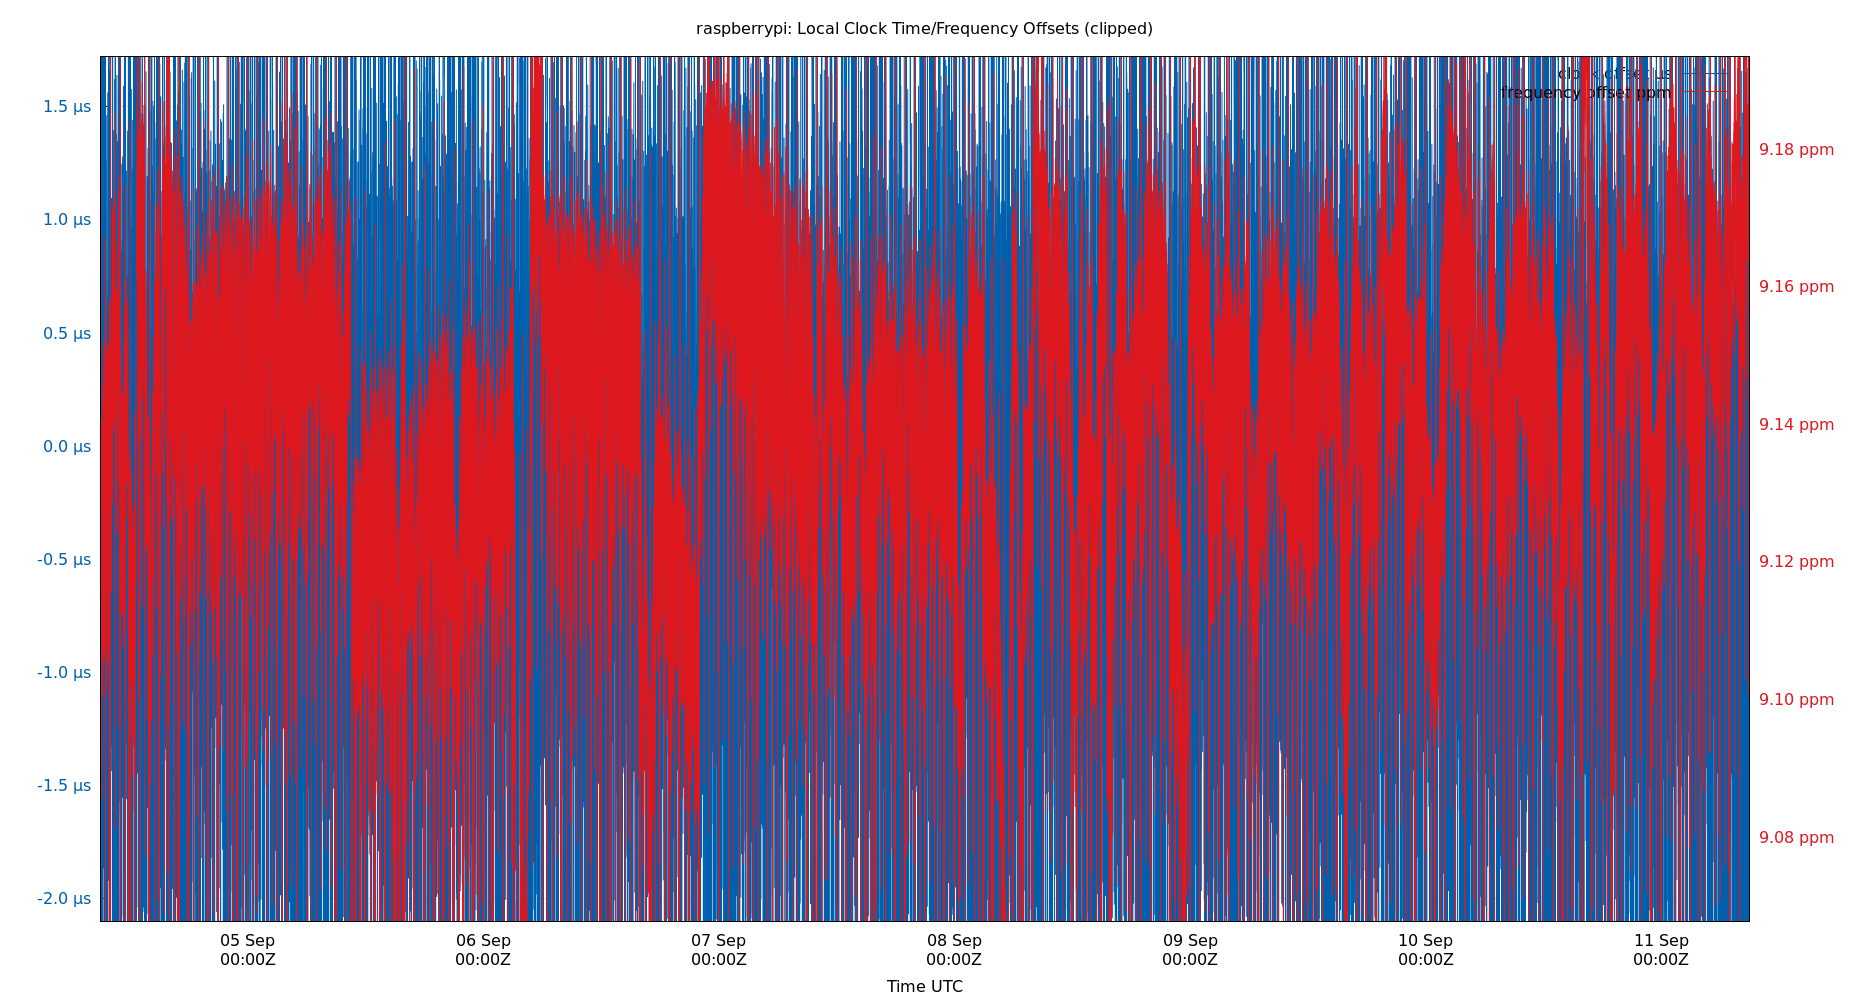 raspberrypi: Local Clock Time/Frequency Offsets (clipped)
clock offset μs
frequency offset ppm
1.5 μs
1.0 μs
0.5 μs
0.0 μs
-0.5 μs
-1.0 μs
-1.5 μs
-2.0 μs
9.18 ppm
9.16 ppm
9.14 ppm
9.12 ppm
9.10 ppm
9.08 ppm
05 Sep
00:00Z
06 Sep
00:00Z
07 Sep
00:00Z
08 Sep
00:00Z
09 Sep
00:00Z
10 Sep
00:00Z
11 Sep
00:00Z
Time UTC